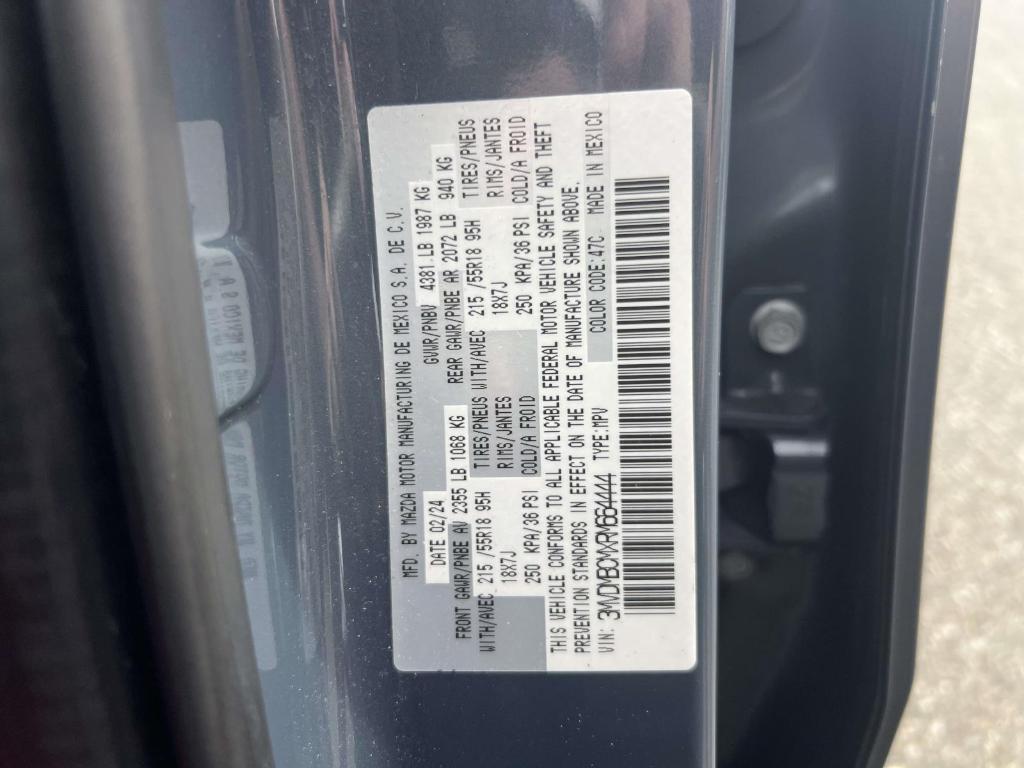 MFD. BY MAZDA MOTOR MANUFACTURING DE MEXICO S.A. DE C.V.
DATE 02/24 GVWR/PNBV 4381 LB 1987 KG
FRONT GAWR/PNBE AV 2355 LB 1068 KG REAR GAWR/PNBE AR 2072 LB 940 KG
WITH/AVEC 215 /55R18 95H TIRES/PNEUS WITH/AVEC 215 /55R18 95H TIRES/PNEUS
18X7J RIMS/JANTES 18X7J RIMS/JANTES
250 KPA/36 PSI COLD/A FROID 250 KPA/36 PSI COLD/A FROID
THIS VEHICLE CONFORMS TO ALL APPLICABLE FEDERAL MOTOR VEHICLE SAFETY AND THEFT
PREVENTION STANDARDS IN EFFECT ON THE DATE OF MANUFACTURE SHOWN ABOVE.
VIN: 3MVDMBCMXRM664444 TYPE:MPV COLOR CODE:47C MADE IN MEXICO